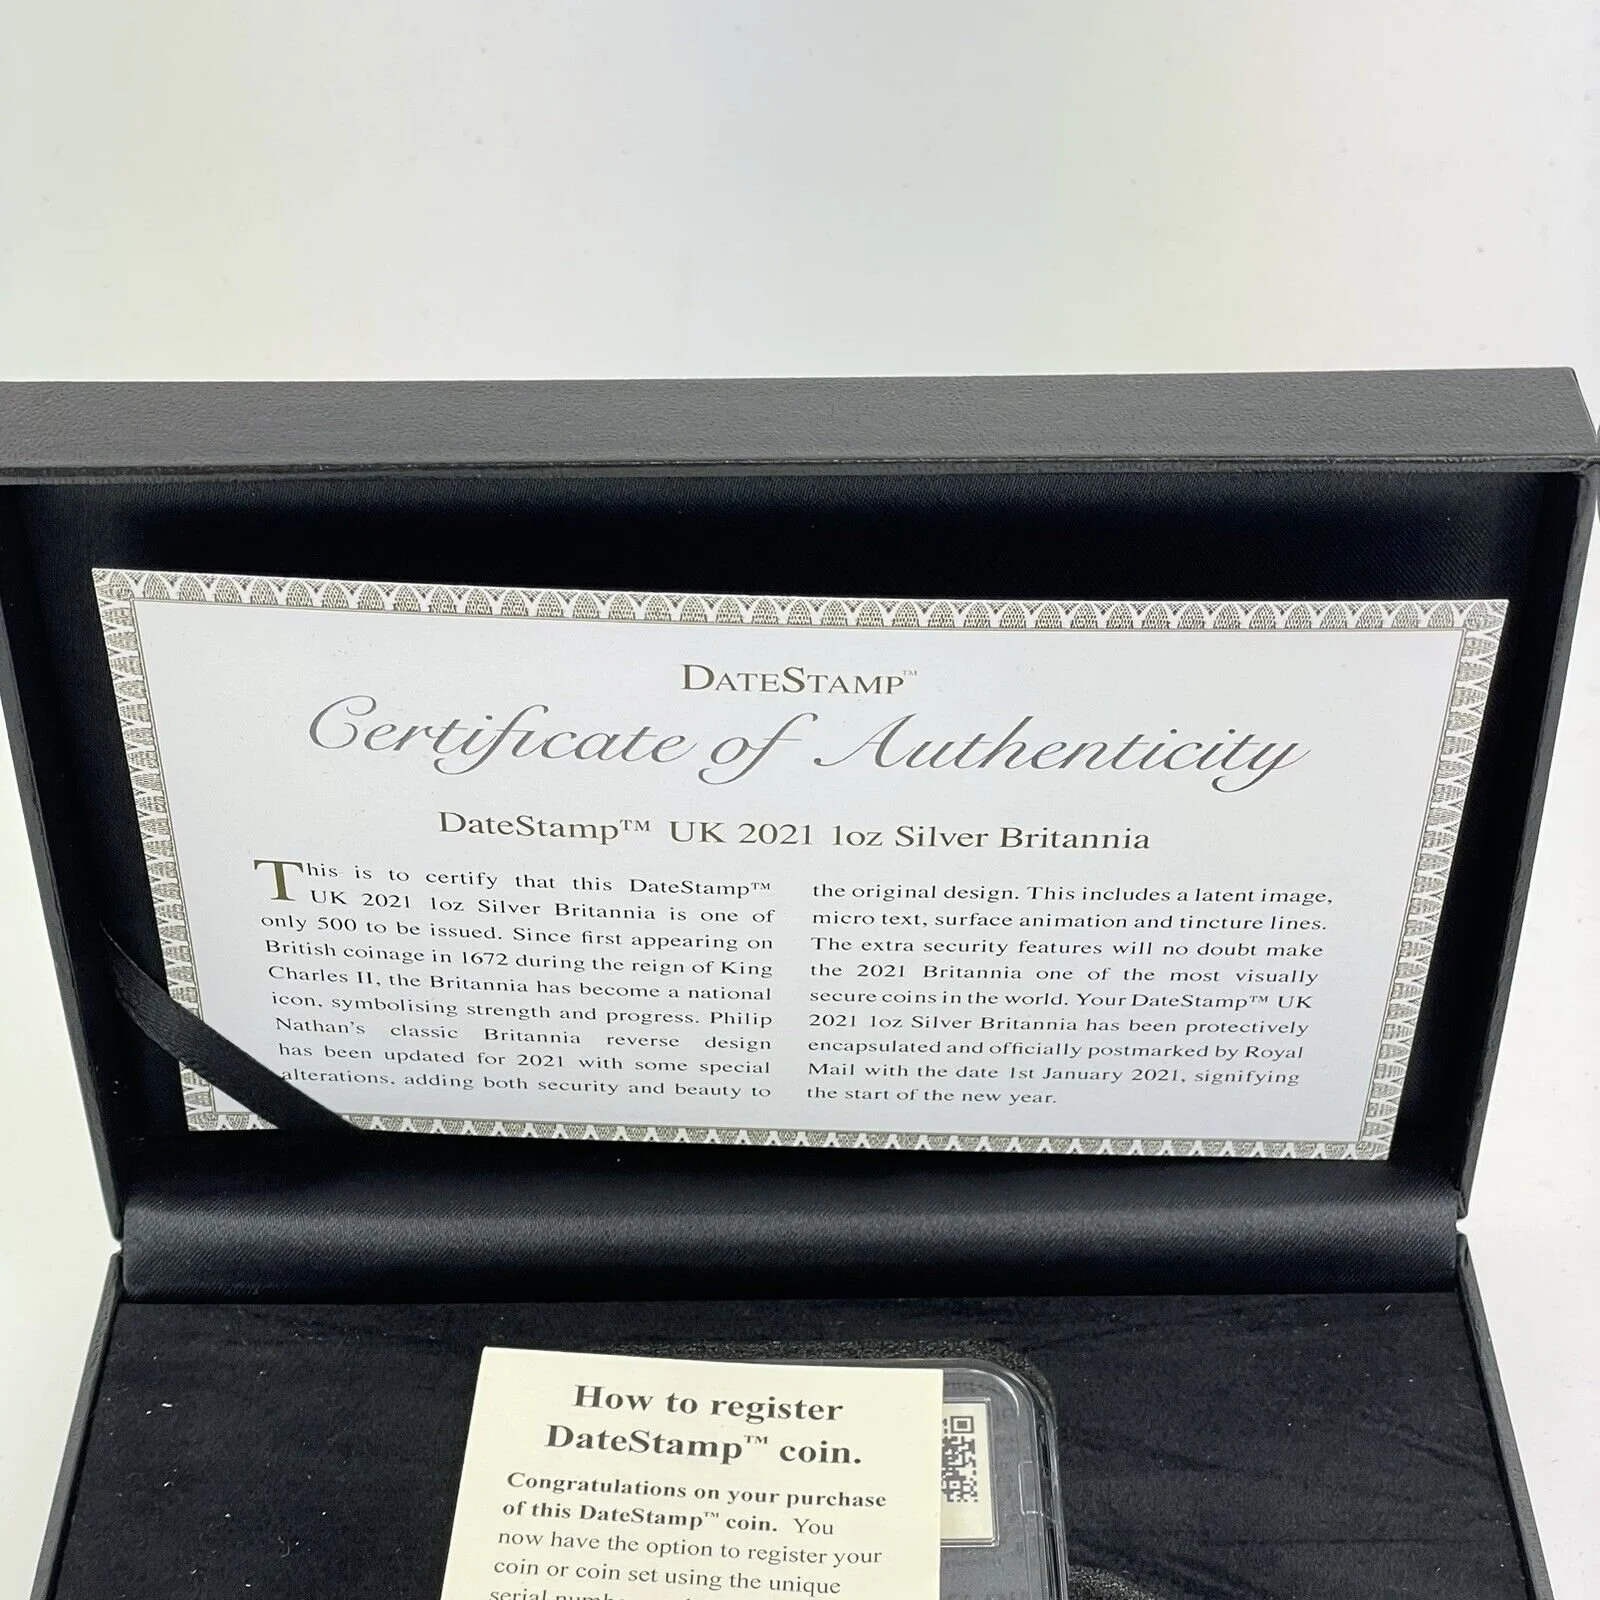 DATESTAMP™
Certificate of Authenticity
DateStamp™ UK 2021 1oz Silver Britannia
This is to certify that this DateStamp™
UK 2021 1oz Silver Britannia is one of
only 500 to be issued. Since first appearing on
British coinage in 1672 during the reign of King
Charles II, the Britannia has become a national
icon, symbolising strength and progress. Philip
Nathan's classic Britannia reverse design
has been updated for 2021 with some special
alterations, adding both security and beauty to
the original design. This includes a latent image,
micro text, surface animation and tincture lines.
The extra security features will no doubt make
the 2021 Britannia one of the most visually
secure coins in the world. Your DateStamp™ UK
2021 1oz Silver Britannia has been protectively
encapsulated and officially postmarked by Royal
Mail with the date 1st January 2021, signifying
the start of the new year.
How to register
DateStamp™ coin.
Congratulations on your purchase
of this DateStamp™ coin. You
now have the option to register your
coin or coin set using the unique
serial